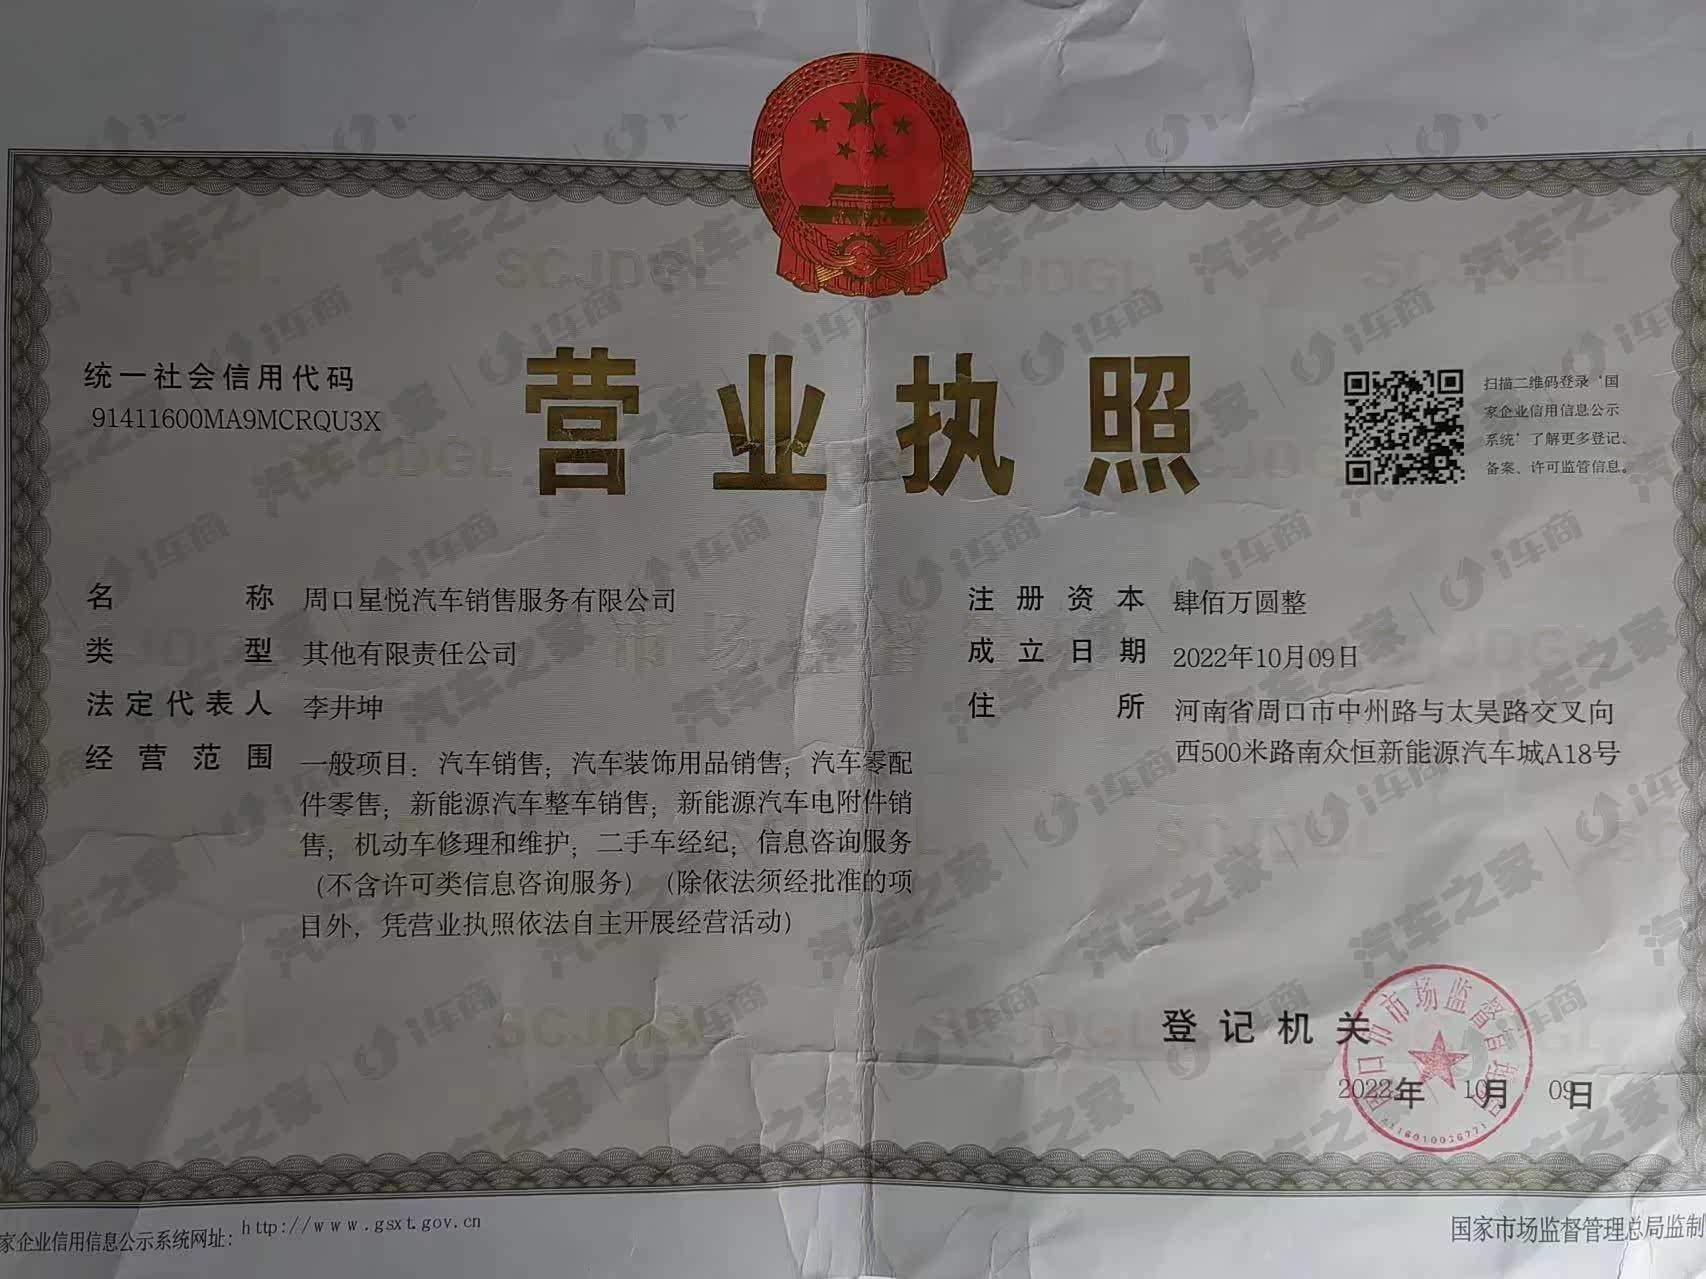 统一社会信用代码
91411600MA9MCRQU3X
营业执照
扫描二维码登录‘国
家企业信用信息公示
系统’了解更多登记、
备案、许可监管信息。
名称 周口星悦汽车销售服务有限公司
类型 其他有限责任公司
法定代表人 李井坤
经营范围 一般项目：汽车销售；汽车装饰用品销售；汽车零配
件零售；新能源汽车整车销售；新能源汽车电附件销
售；机动车修理和维护；二手车经纪；信息咨询服务
（不含许可类信息咨询服务）（除依法须经批准的项
目外，凭营业执照依法自主开展经营活动）
注册资本 肆佰万圆整
成立日期 2022年10月09日
住所 河南省周口市中州路与太昊路交叉向
西500米路南众恒新能源汽车城A18号
登记机关
2022年 10月 09日
家企业信用信息公示系统网址：http://www.gsxt.gov.cn
国家市场监督管理总局监制
SCJDGL
汽车之家
i车商